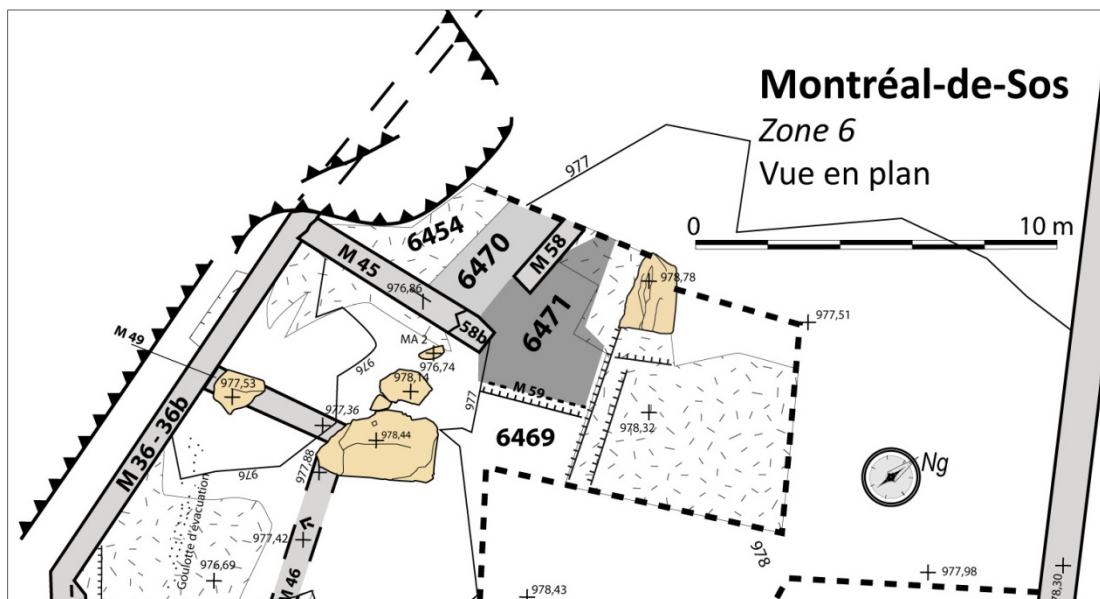 Montréal-de-Sos
Zone 6
Vue en plan
0 10 m
977
6454
6470
M 58
M 45
976,86
58b
6471
978,78
977,51
M 49
MA 2
976
976,74
977,53
978,14
977
M 59
977,36
978,44
6469
978,32
M 36 - 36b
976
977,88
Ng
Goulotte d'évacuation
977,42
976,69
M 46
978
977,98
978,30
978,43